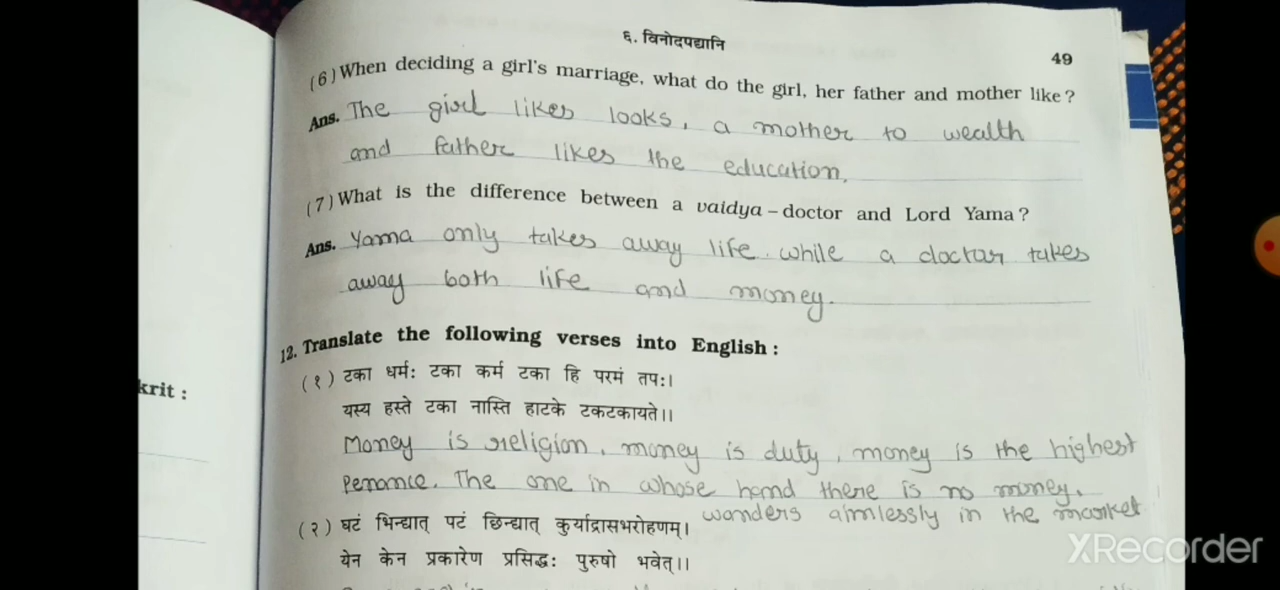 ६. विनोदपद्यानि
49
(6) When deciding a girl's marriage, what do the girl, her father and mother like?
Ans. The girl likes looks, a mother to wealth
and father likes the education.
(7) What is the difference between a vaidya – doctor and Lord Yama?
Ans. Yama only takes away life. while a doctar takes
away both life and money.
12. Translate the following verses into English :
(१) टका धर्मः टका कर्म टका हि परमं तपः।
यस्य हस्ते टका नास्ति हाटके टकटकायते।।
krit :
Money is religion, money is duty, money is the highest
Penance. The one in whose hand there is no money,
wanders aimlessly in the market
(२) घटं भिन्द्यात् पटं छिन्द्यात् कुर्याद्रासभरोहणम्।
येन केन प्रकारेण प्रसिद्धः पुरुषो भवेत्।।
XRecorder